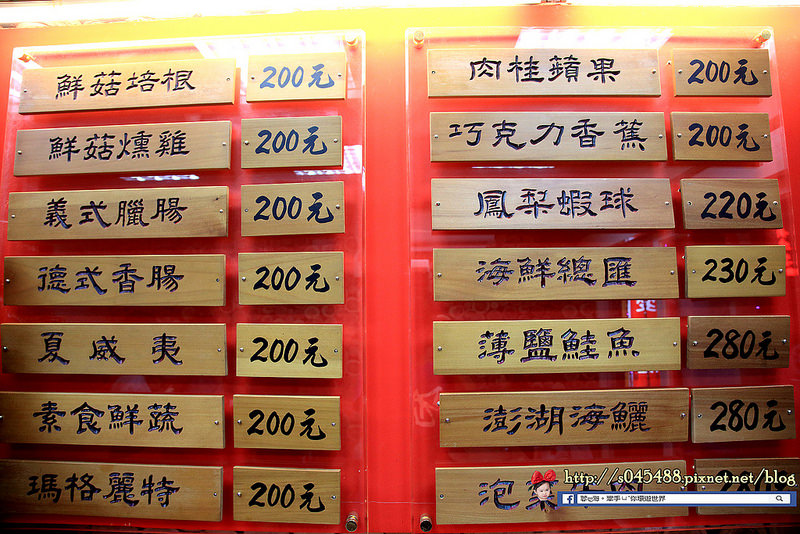 鮮菇培根 200元
鮮菇燻雞 200元
義式臘腸 200元
德式香腸 200元
夏威夷 200元
素食鮮蔬 200元
瑪格麗特 200元
肉桂蘋果 200元
巧克力香蕉 200元
鳳梨蝦球 220元
海鮮總匯 230元
薄鹽鮭魚 280元
澎湖海鱺 280元
泡
http://s045488.pixnet.net/blog